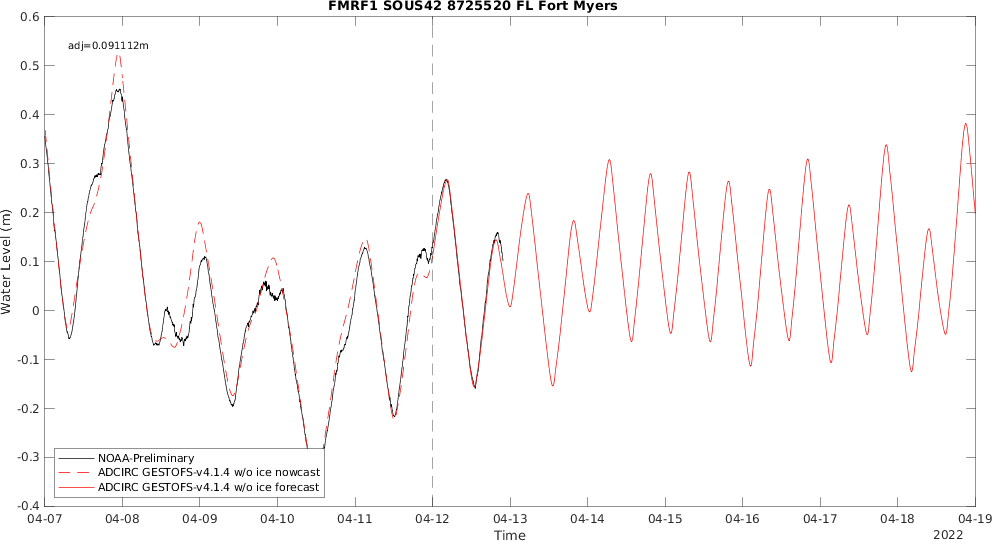 FMRF1 SOUS42 8725520 FL Fort Myers
adj=0.091112m
0.6
0.5
0.4
0.3
0.2
0.1
0
-0.1
-0.2
-0.3
-0.4
Water Level (m)
NOAA-Preliminary
ADCIRC GESTOFS-v4.1.4 w/o ice nowcast
ADCIRC GESTOFS-v4.1.4 w/o ice forecast
04-07 04-08 04-09 04-10 04-11 04-12 04-13 04-14 04-15 04-16 04-17 04-18 04-19
Time
2022